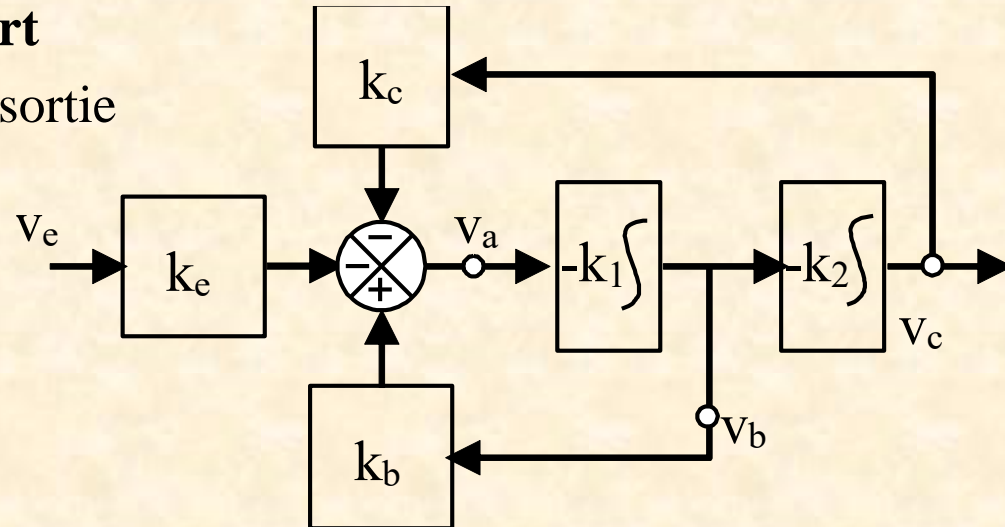 rt
sortie
kc
ve
ke
−
−
+
va
-k1∫
-k2∫
vc
vb
kb